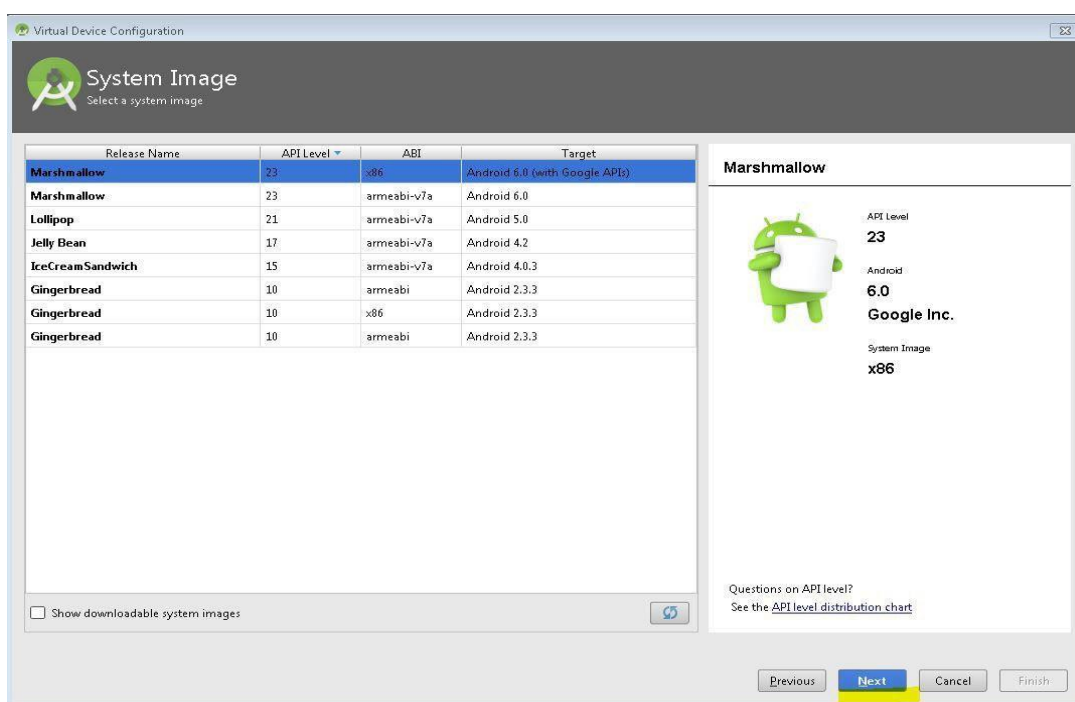 Virtual Device Configuration
System Image
Select a system image
Release Name API Level ABI Target
Marshmallow 23 x86 Android 6.0 (with Google APIs)
Marshmallow 23 armeabi-v7a Android 6.0
Lollipop 21 armeabi-v7a Android 5.0
Jelly Bean 17 armeabi-v7a Android 4.2
IceCreamSandwich 15 armeabi-v7a Android 4.0.3
Gingerbread 10 armeabi Android 2.3.3
Gingerbread 10 x86 Android 2.3.3
Gingerbread 10 armeabi Android 2.3.3
Show downloadable system images
Marshmallow
API Level
23
Android
6.0
Google Inc.
System Image
x86
Questions on API level?
See the API level distribution chart
Previous Next Cancel Finish